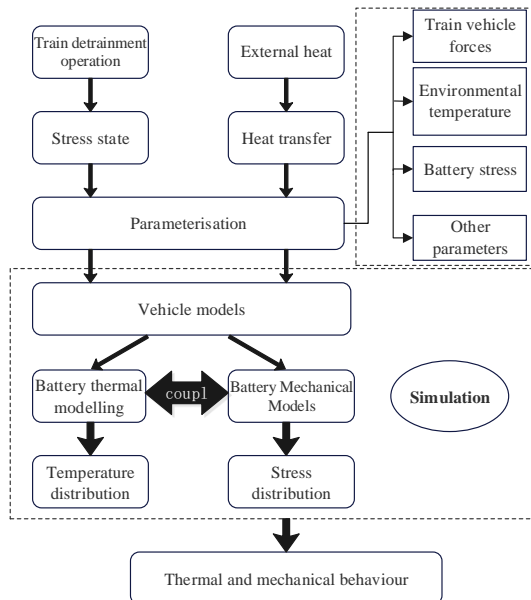 Train detrainment
operation
External heat
Train vehicle
forces
Environmental
temperature
Stress state
Heat transfer
Battery stress
Parameterisation
Other
parameters
Vehicle models
Battery thermal
modelling
coupl
Battery Mechanical
Models
Simulation
Temperature
distribution
Stress
distribution
Thermal and mechanical behaviour